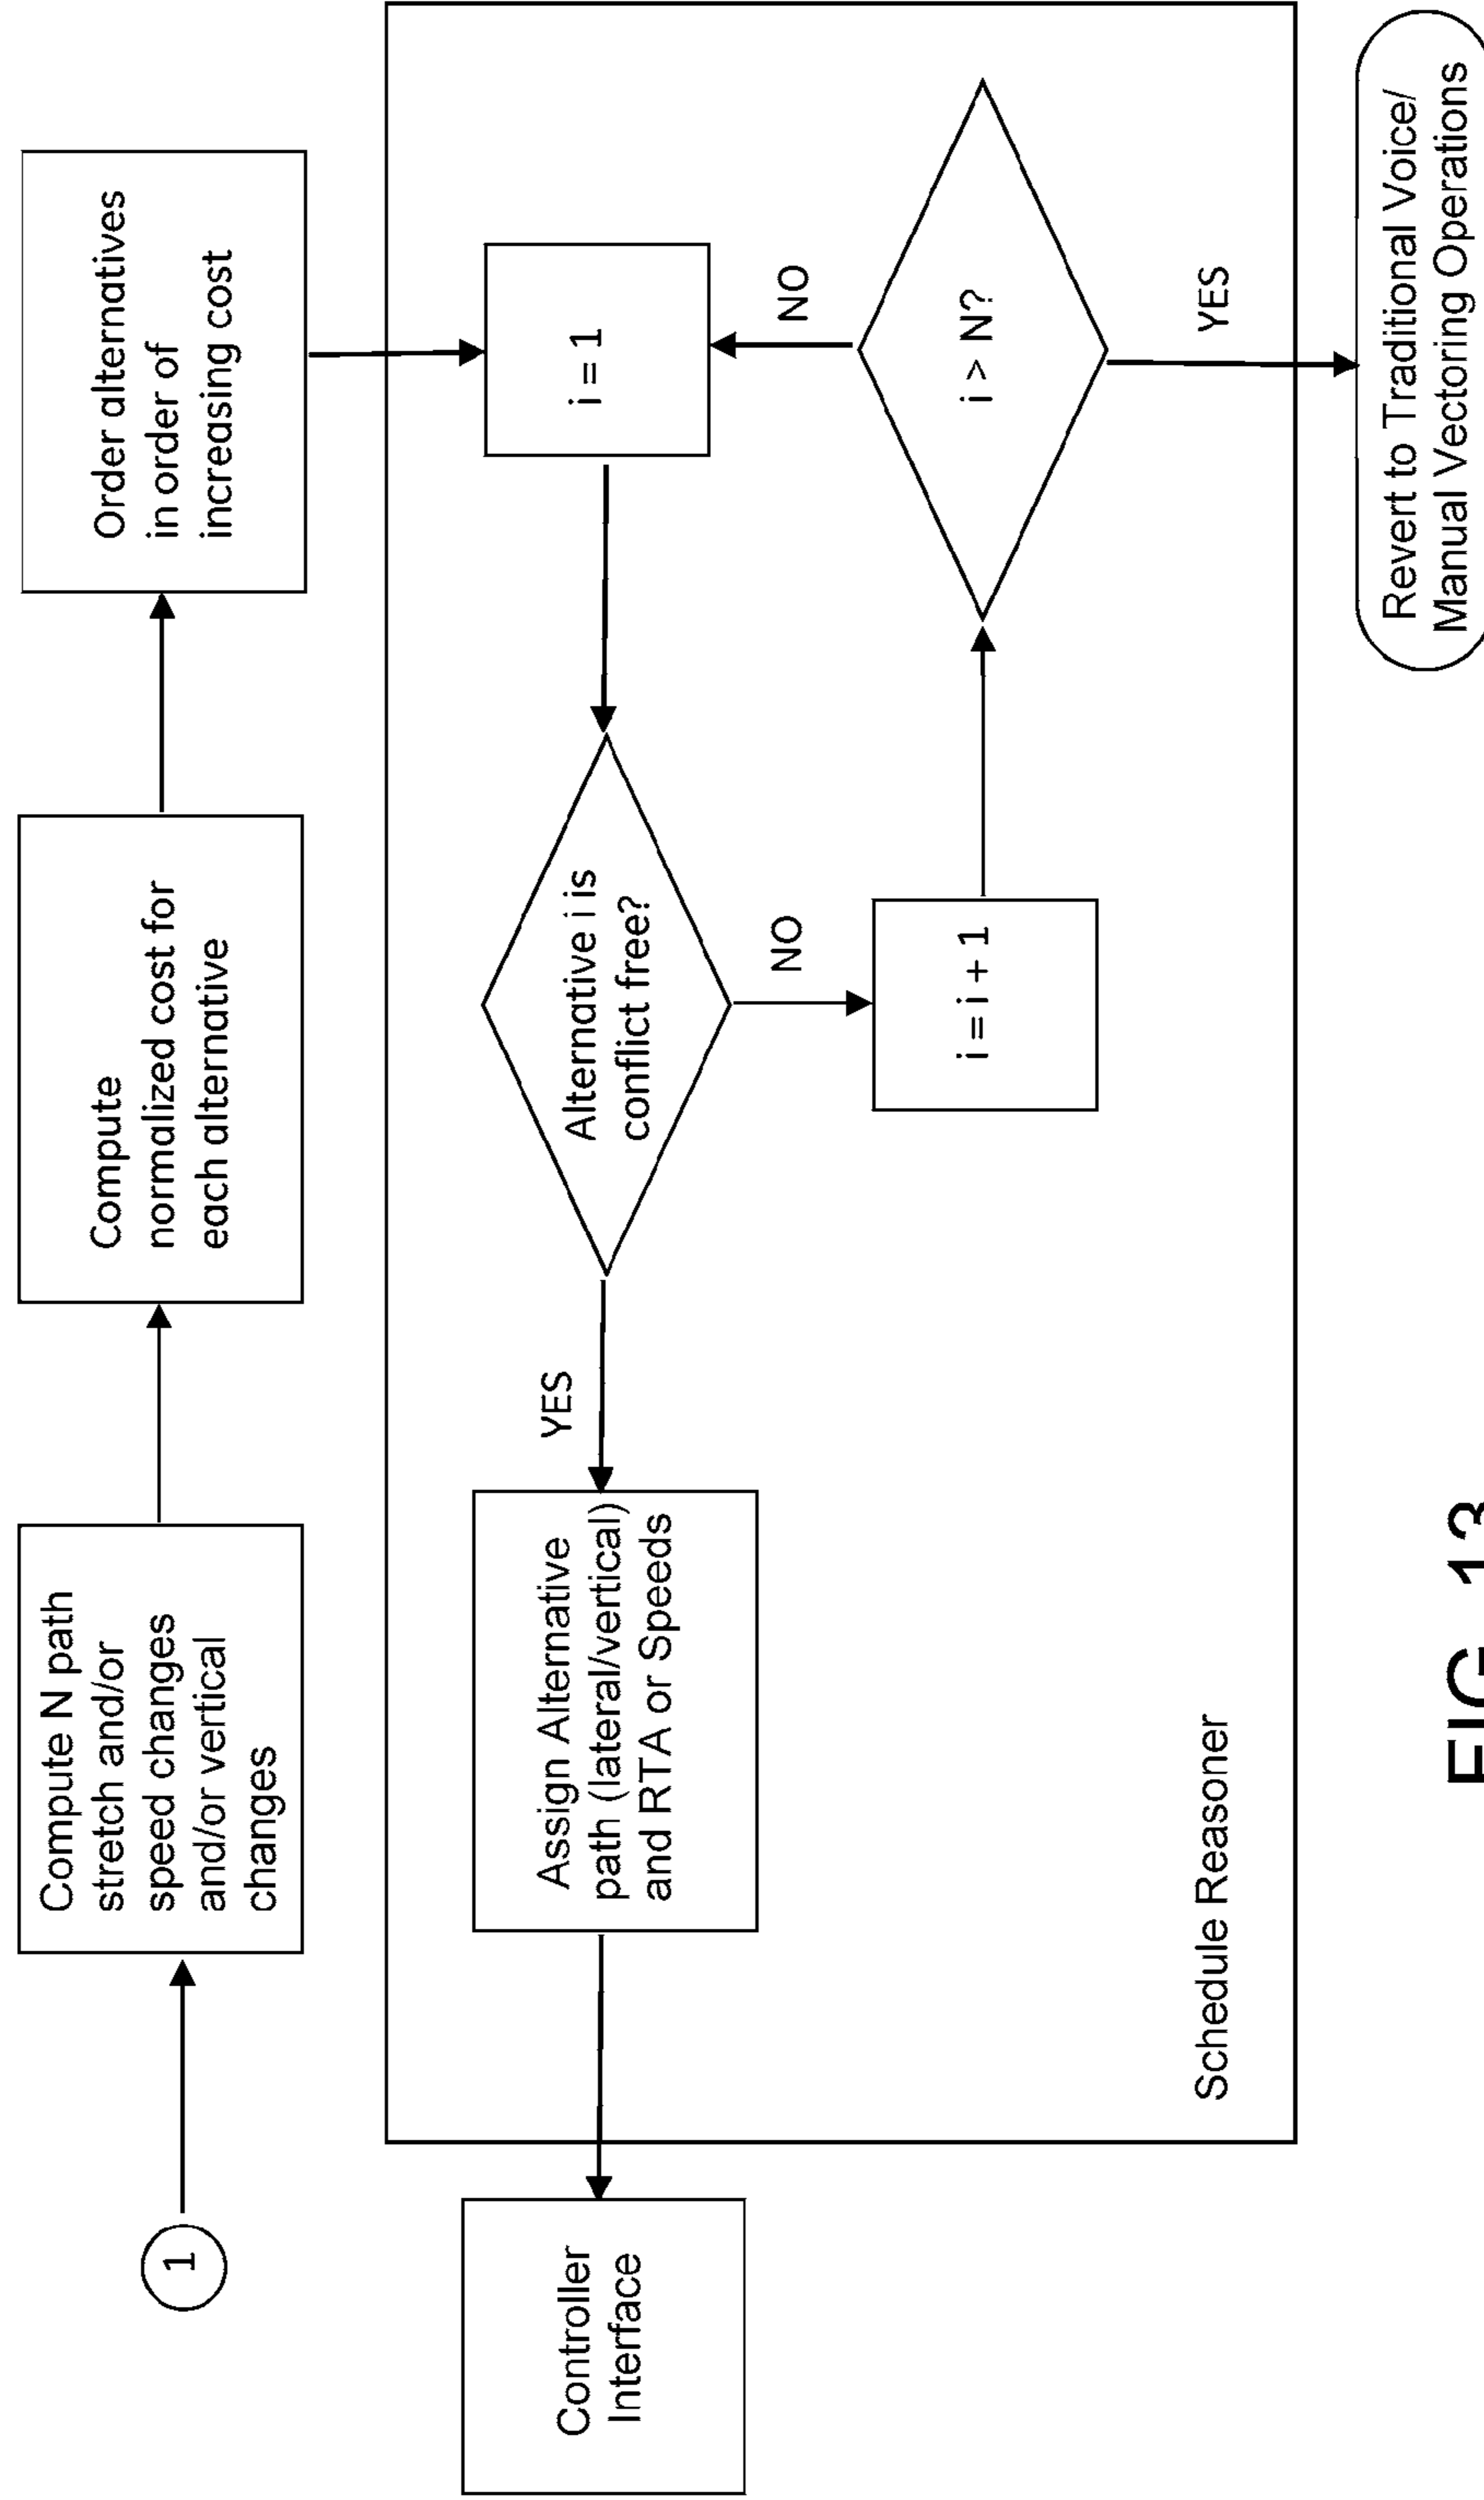 1
Compute N path
stretch and/or
speed changes
and/or vertical
changes
Compute
normalized cost for
each alternative
Order alternatives
in order of
increasing cost
Controller
Interface
Assign Alternative
path (lateral/vertical)
and RTA or Speeds
YES
Alternative i is
conflict free?
i = 1
NO
NO
i = i + 1
i > N?
YES
Schedule Reasoner
Revert to Traditional Voice/
Manual Vectoring Operations
FIG. 13